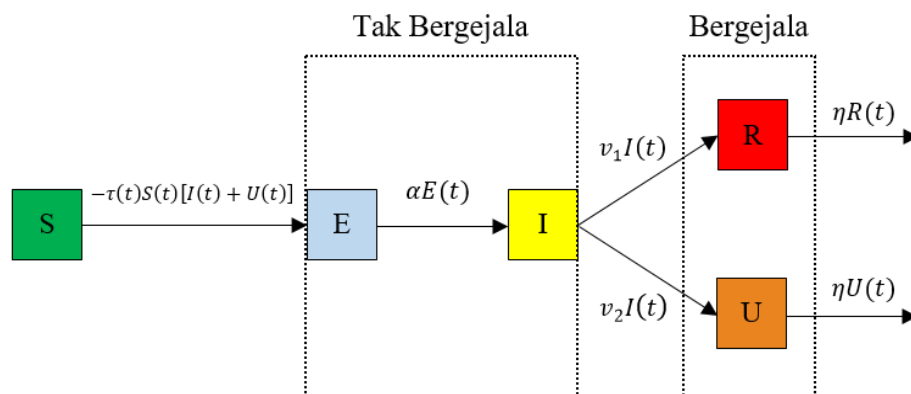 Tak Bergejala
Bergejala
S
−τ(t)S(t)[I(t) + U(t)]
E
αE(t)
I
v₁I(t)
v₂I(t)
R
ηR(t)
U
ηU(t)